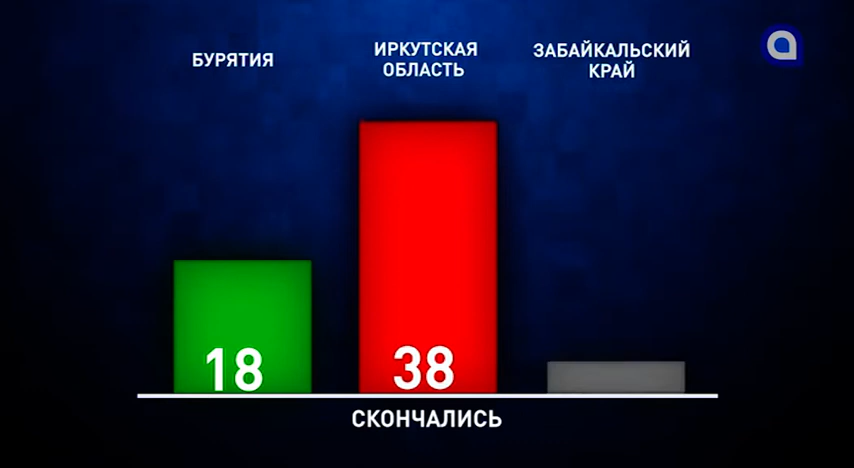 БУРЯТИЯ
ИРКУТСКАЯ
ОБЛАСТЬ
ЗАБАЙКАЛЬСКИЙ
КРАЙ
18
38
СКОНЧАЛИСЬ